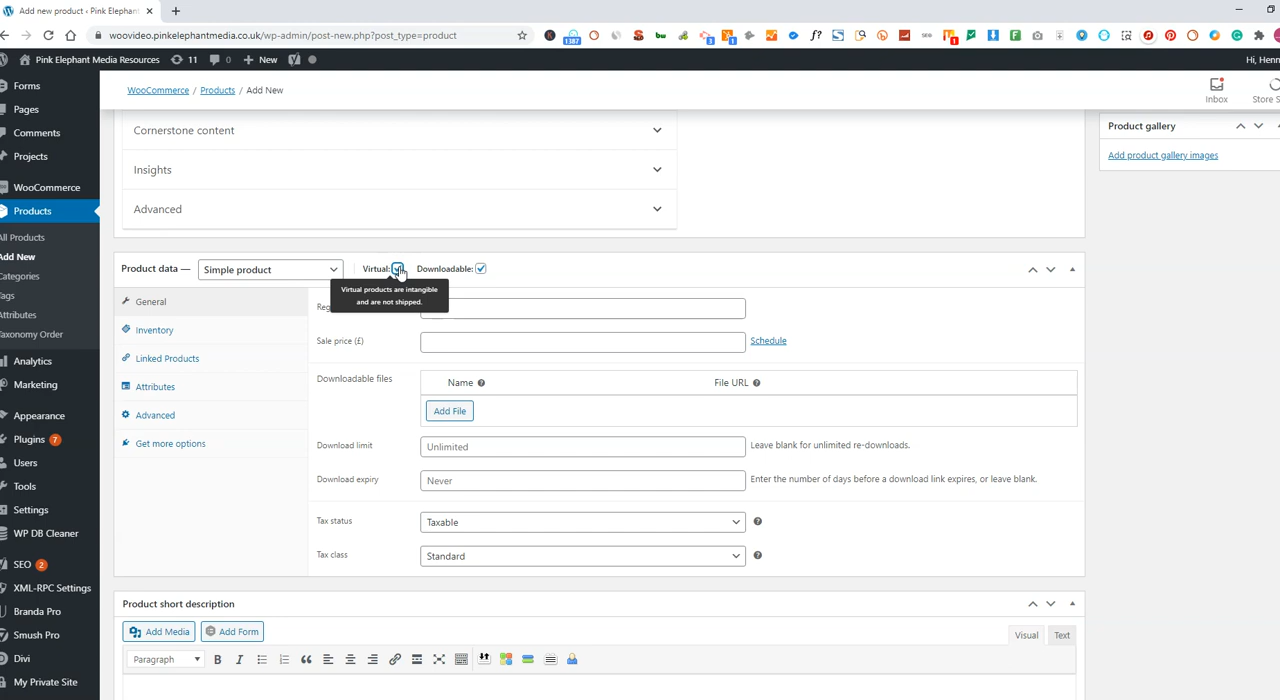 Add new product ‹ Pink Elephant
woovideo.pinkelephantmedia.co.uk/wp-admin/post-new.php?post_type=product
Pink Elephant Media Resources
11
0
New
Hi, Henn
Forms
Pages
Comments
Projects
WooCommerce
Products
All Products
Add New
Categories
Tags
Attributes
Taxonomy Order
Analytics
Marketing
Appearance
Plugins 7
Users
Tools
Settings
WP DB Cleaner
SEO 2
XML-RPC Settings
Branda Pro
Smush Pro
Divi
My Private Site
WooCommerce / Products / Add New
Inbox
Store S
Cornerstone content
Insights
Advanced
Product gallery
Add product gallery images
Product data —
Simple product
Virtual:
Downloadable:
Virtual products are intangible
and are not shipped.
General
Inventory
Linked Products
Attributes
Advanced
Get more options
Reg
Sale price (£)
Schedule
Downloadable files
Name
File URL
Add File
Download limit
Unlimited
Leave blank for unlimited re-downloads.
Download expiry
Never
Enter the number of days before a download link expires, or leave blank.
Tax status
Taxable
Tax class
Standard
Product short description
Add Media
Add Form
Visual
Text
Paragraph
B
I